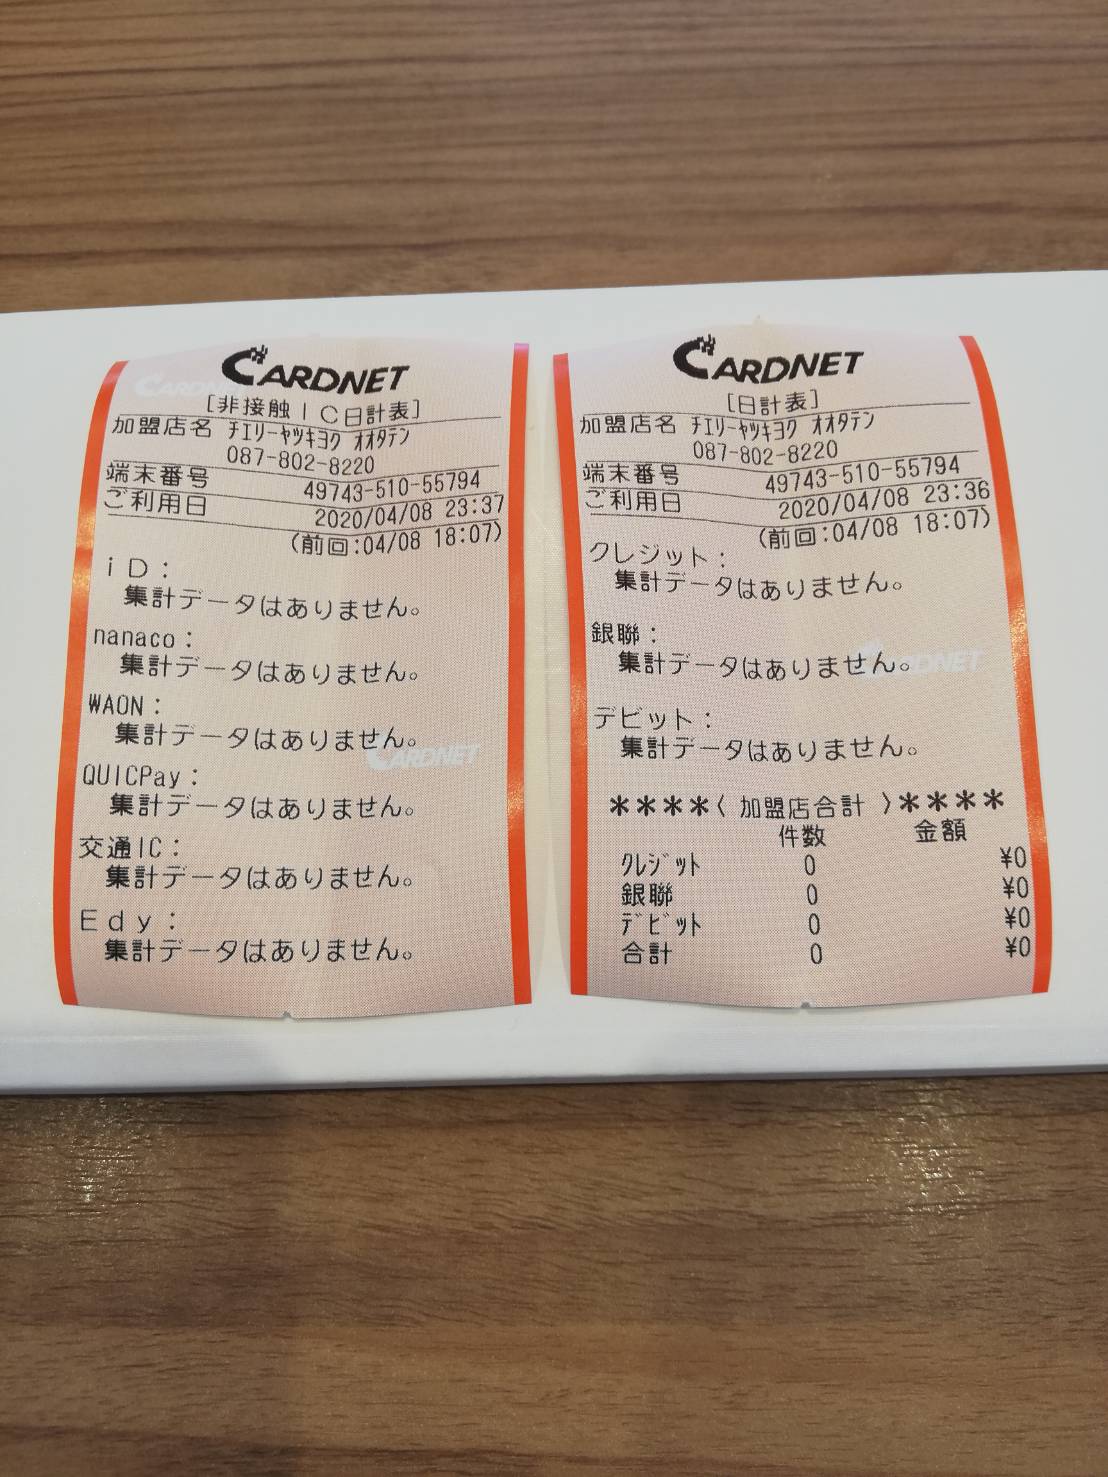 CARDNET
[非接触IC日計表]
加盟店名 ﾁｴﾘｰﾔﾂｷﾖｸ ｵｵﾀﾃﾝ
087-802-8220
端末番号 49743-510-55794
ご利用日 2020/04/08 23:37
(前回:04/08 18:07)
iD:
集計データはありません。
nanaco:
集計データはありません。
WAON:
集計データはありません。
QUICPay:
集計データはありません。
交通IC:
集計データはありません。
Edy:
集計データはありません。
CARDNET
[日計表]
加盟店名 ﾁｴﾘｰﾔﾂｷﾖｸ ｵｵﾀﾃﾝ
087-802-8220
端末番号 49743-510-55794
ご利用日 2020/04/08 23:36
(前回:04/08 18:07)
クレジット:
集計データはありません。
銀聯:
集計データはありません。
デビット:
集計データはありません。
****〈 加盟店合計 〉****
件数 金額
ｸﾚｼﾞｯﾄ 0 ¥0
銀聯 0 ¥0
ﾃﾞﾋﾞｯﾄ 0 ¥0
合計 0 ¥0